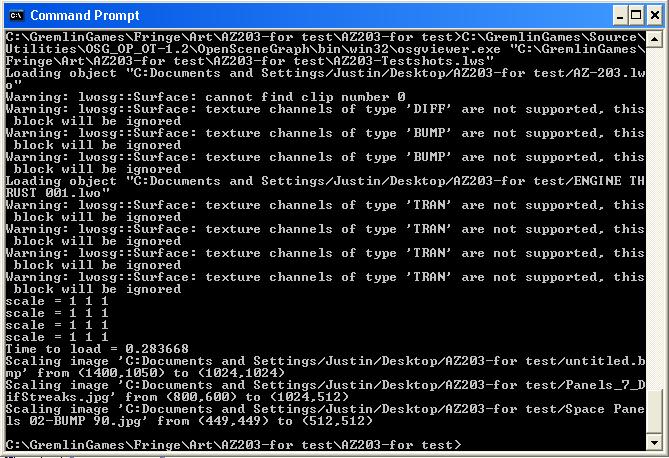 Command Prompt
C:\GremlinGames\Fringe\Art\AZ203-for test\AZ203-for test>C:\GremlinGames\Source\
Utilities\OSG_OP_OT-1.2\OpenSceneGraph\bin\win32\osgviewer.exe "C:\GremlinGames\
Fringe\Art\AZ203-for test\AZ203-for test\AZ203-Testshots.lws"
Loading object "C:Documents and Settings/Justin/Desktop/AZ203-for test/AZ-203.lw
o"
Warning: lwosg::Surface: cannot find clip number 0
Warning: lwosg::Surface: texture channels of type 'DIFF' are not supported, this
 block will be ignored
Warning: lwosg::Surface: texture channels of type 'BUMP' are not supported, this
 block will be ignored
Warning: lwosg::Surface: texture channels of type 'BUMP' are not supported, this
 block will be ignored
Loading object "C:Documents and Settings/Justin/Desktop/AZ203-for test/ENGINE TH
RUST 001.lwo"
Warning: lwosg::Surface: texture channels of type 'TRAN' are not supported, this
 block will be ignored
Warning: lwosg::Surface: texture channels of type 'TRAN' are not supported, this
 block will be ignored
Warning: lwosg::Surface: texture channels of type 'TRAN' are not supported, this
 block will be ignored
Warning: lwosg::Surface: texture channels of type 'TRAN' are not supported, this
 block will be ignored
scale = 1 1 1
scale = 1 1 1
scale = 1 1 1
scale = 1 1 1
Time to load = 0.283668
Scaling image 'C:Documents and Settings/Justin/Desktop/AZ203-for test/untitled.b
mp' from (1400,1050) to (1024,1024)
Scaling image 'C:Documents and Settings/Justin/Desktop/AZ203-for test/Panels_7_D
ifStreaks.jpg' from (800,600) to (1024,512)
Scaling image 'C:Documents and Settings/Justin/Desktop/AZ203-for test/Space Pane
ls 02-BUMP 90.jpg' from (449,449) to (512,512)
C:\GremlinGames\Fringe\Art\AZ203-for test\AZ203-for test>